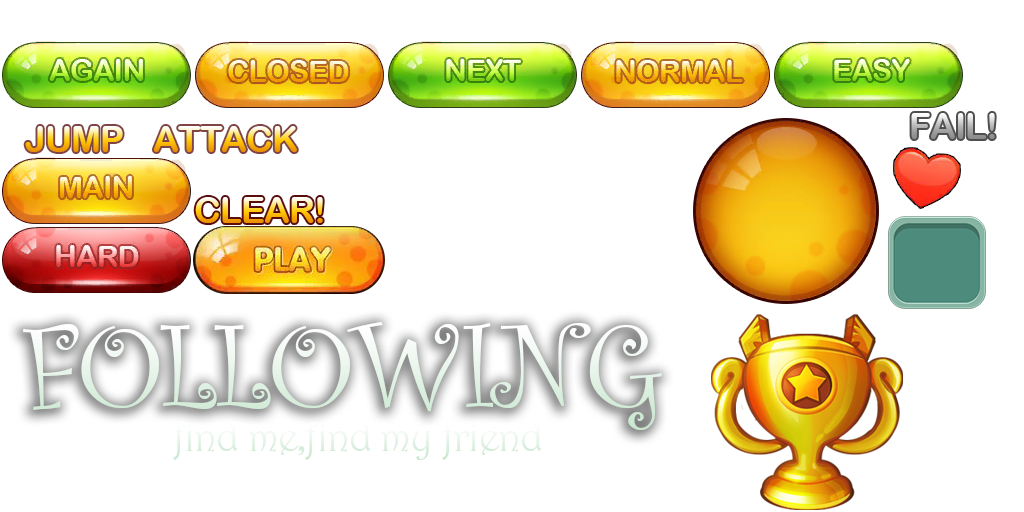 AGAIN CLOSED NEXT NORMAL EASY
FAIL!
JUMP ATTACK
MAIN
CLEAR!
HARD PLAY
FOLLOWING
find me,find my friend